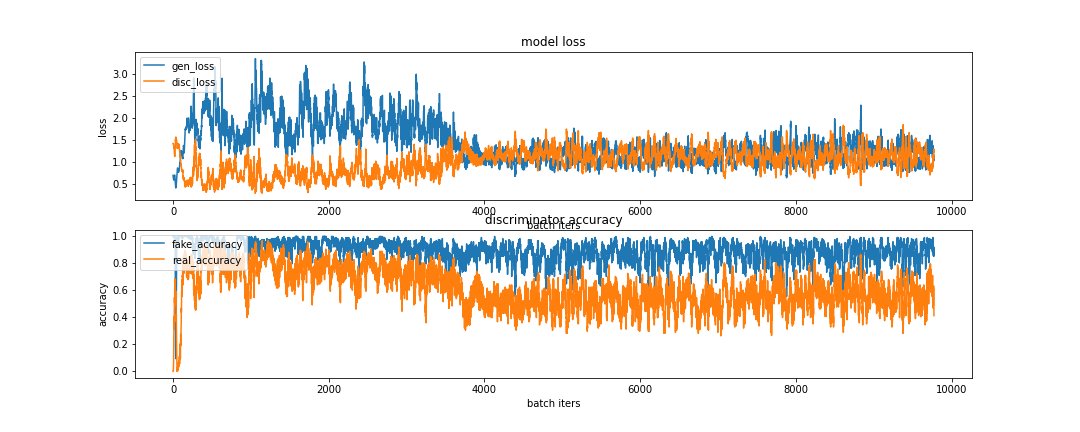 model loss
gen_loss
disc_loss
loss
3.0
2.5
2.0
1.5
1.0
0.5
0 2000 4000 6000 8000 10000
batch iters
discriminator accuracy
fake_accuracy
real_accuracy
accuracy
1.0
0.8
0.6
0.4
0.2
0.0
0 2000 4000 6000 8000 10000
batch iters